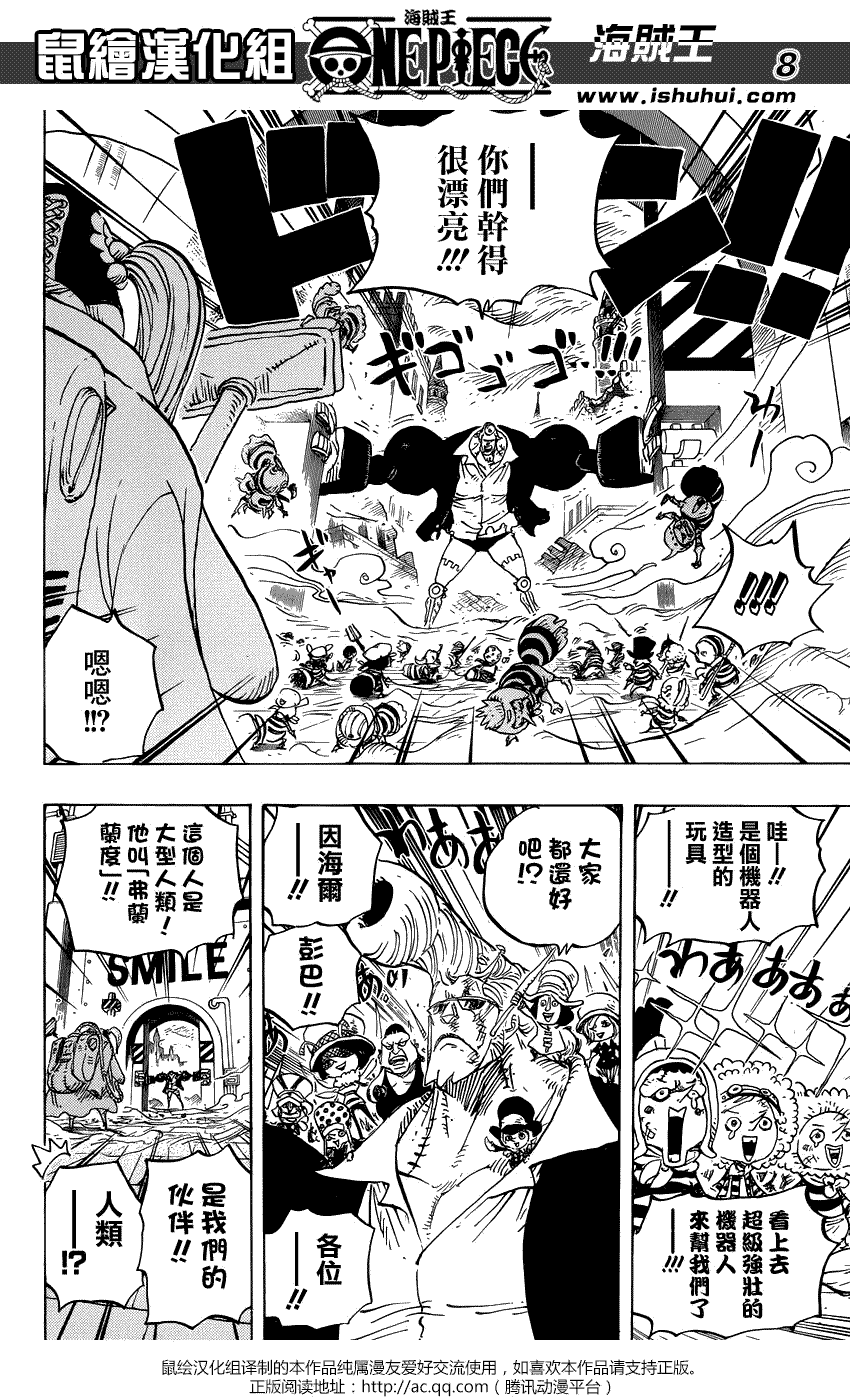 鼠繪漢化組
海賊王
ONE PIECE
海賊王
8
www.ishuhui.com
——
你們幹得
很漂亮!!!
ドン!!
ギゴゴゴ…!!!
!!!!
嗯嗯
!!?
哇——!!
是個機器人
造型的
玩具
わああああ
看上去
超級強壯的
機器人
來幫我們了
——!!!
大家
都還好
吧!?
因海爾
——!!
彭巴!!
各位
——!!
這個人是
大型人類!
他叫「弗蘭
蘭度」!!
SMILE
是我們的
伙伴!!
人類
——!?
鼠绘汉化组译制的本作品纯属漫友爱好交流使用，如喜欢本作品请支持正版。
正版阅读地址：http://ac.qq.com（腾讯动漫平台）